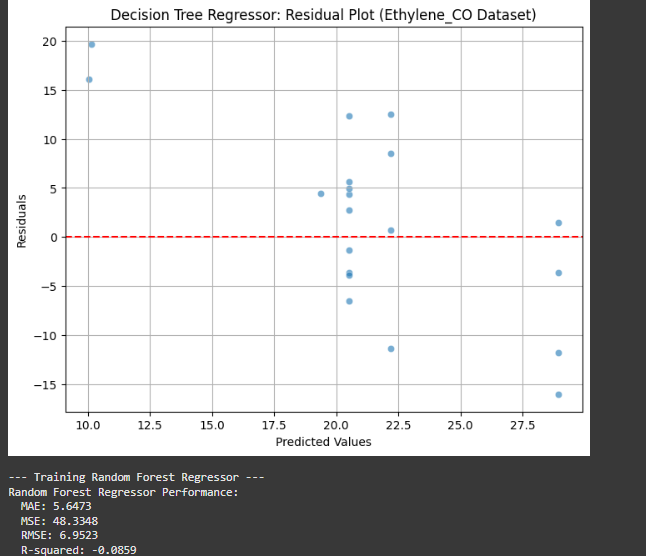 Decision Tree Regressor: Residual Plot (Ethylene_CO Dataset)
20
15
10
5
0
−5
−10
−15
Residuals
10.0 12.5 15.0 17.5 20.0 22.5 25.0 27.5
Predicted Values
--- Training Random Forest Regressor ---
Random Forest Regressor Performance:
  MAE: 5.6473
  MSE: 48.3348
  RMSE: 6.9523
  R-squared: -0.0859